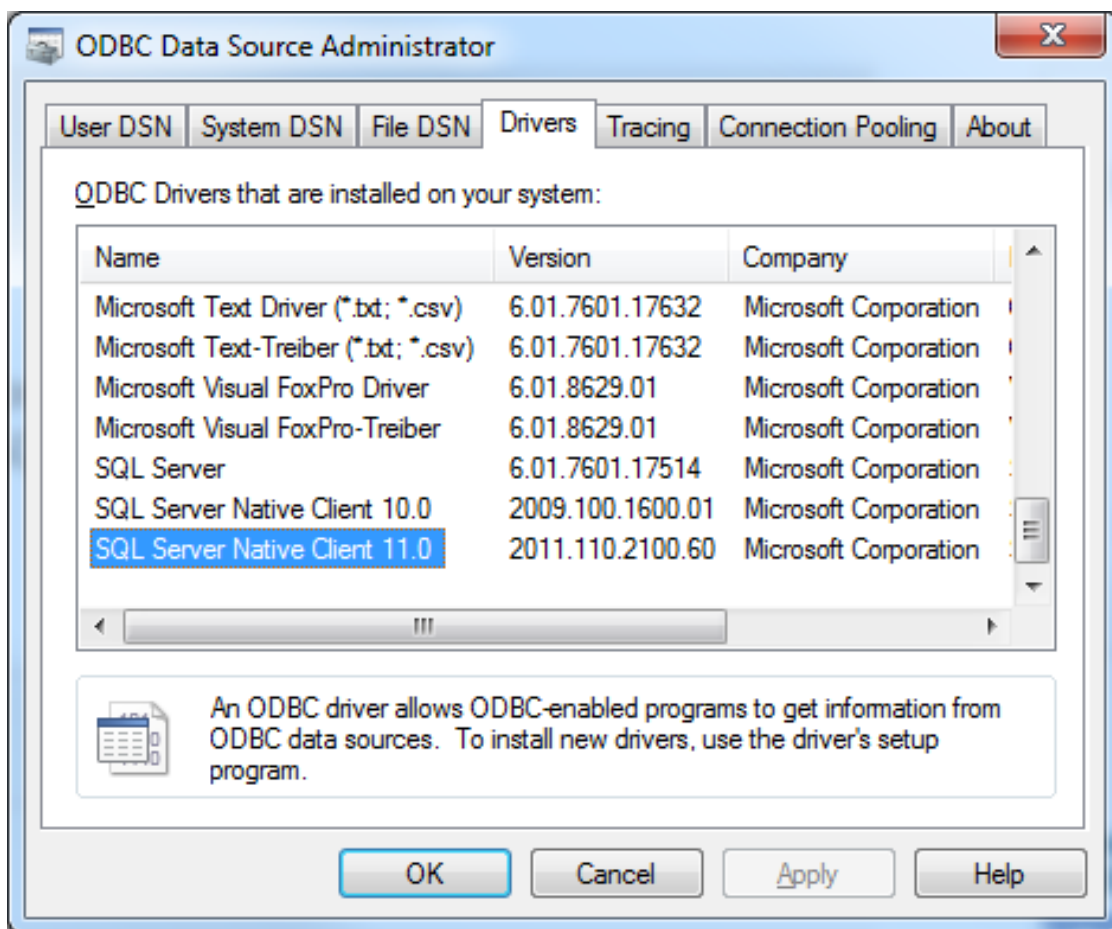 ODBC Data Source Administrator
User DSN System DSN File DSN Drivers Tracing Connection Pooling About
ODBC Drivers that are installed on your system:
Name Version Company
Microsoft Text Driver (*.txt; *.csv) 6.01.7601.17632 Microsoft Corporation
Microsoft Text-Treiber (*.txt; *.csv) 6.01.7601.17632 Microsoft Corporation
Microsoft Visual FoxPro Driver 6.01.8629.01 Microsoft Corporation
Microsoft Visual FoxPro-Treiber 6.01.8629.01 Microsoft Corporation
SQL Server 6.01.7601.17514 Microsoft Corporation
SQL Server Native Client 10.0 2009.100.1600.01 Microsoft Corporation
SQL Server Native Client 11.0 2011.110.2100.60 Microsoft Corporation
An ODBC driver allows ODBC-enabled programs to get information from
ODBC data sources. To install new drivers, use the driver's setup
program.
OK Cancel Apply Help